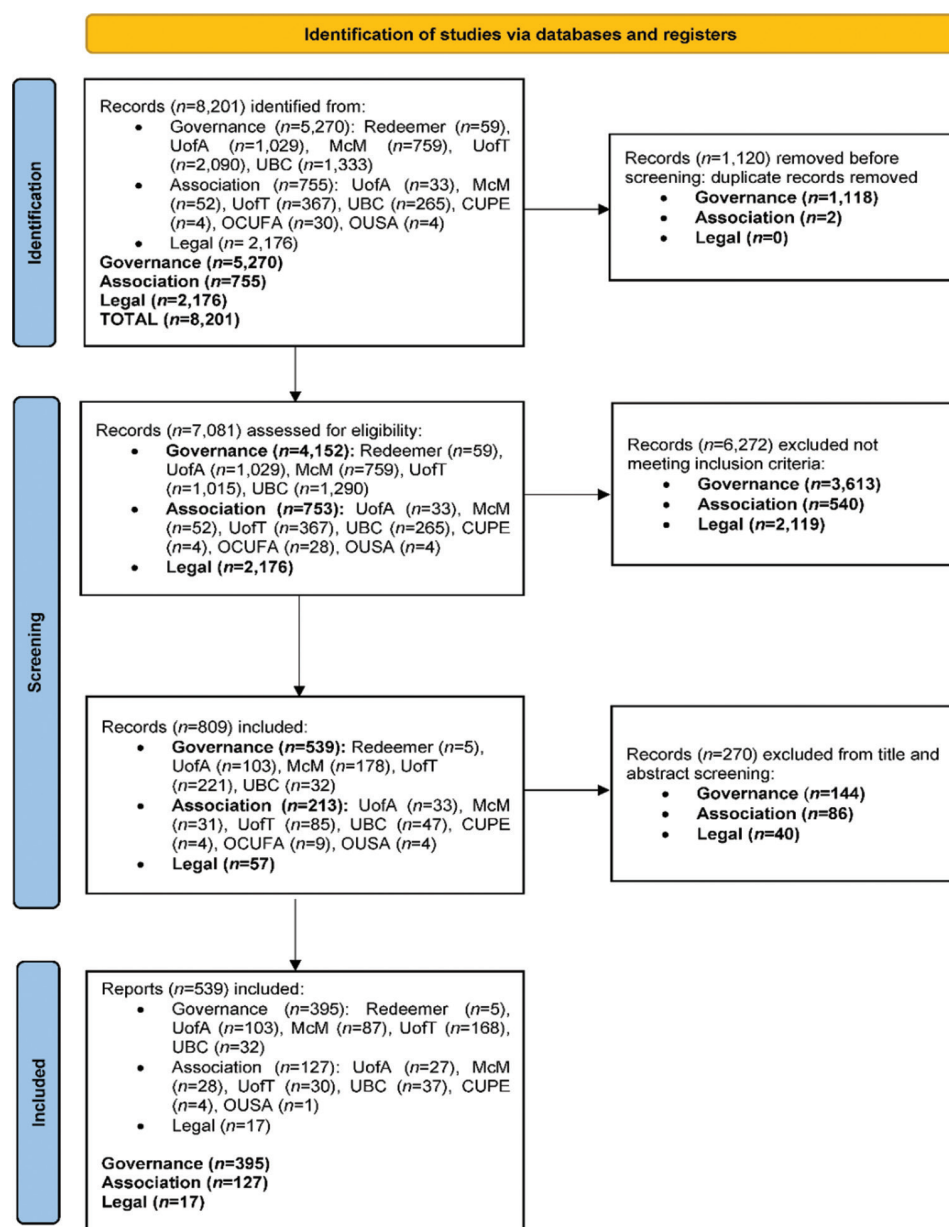 Identification of studies via databases and registers
Identification
Records (n=8,201) identified from:
• Governance (n=5,270): Redeemer (n=59),
UofA (n=1,029), McM (n=759), UofT
(n=2,090), UBC (n=1,333)
• Association (n=755): UofA (n=33), McM
(n=52), UofT (n=367), UBC (n=265), CUPE
(n=4), OCUFA (n=30), OUSA (n=4)
• Legal (n= 2,176)
Governance (n=5,270)
Association (n=755)
Legal (n=2,176)
TOTAL (n=8,201)
Records (n=1,120) removed before
screening: duplicate records removed
• Governance (n=1,118)
• Association (n=2)
• Legal (n=0)
Screening
Records (n=7,081) assessed for eligibility:
• Governance (n=4,152): Redeemer (n=59),
UofA (n=1,029), McM (n=759), UofT
(n=1,015), UBC (n=1,290)
• Association (n=753): UofA (n=33), McM
(n=52), UofT (n=367), UBC (n=265), CUPE
(n=4), OCUFA (n=28), OUSA (n=4)
• Legal (n=2,176)
Records (n=6,272) excluded not
meeting inclusion criteria:
• Governance (n=3,613)
• Association (n=540)
• Legal (n=2,119)
Records (n=809) included:
• Governance (n=539): Redeemer (n=5),
UofA (n=103), McM (n=178), UofT
(n=221), UBC (n=32)
• Association (n=213): UofA (n=33), McM
(n=31), UofT (n=85), UBC (n=47), CUPE
(n=4), OCUFA (n=9), OUSA (n=4)
• Legal (n=57)
Records (n=270) excluded from title and
abstract screening:
• Governance (n=144)
• Association (n=86)
• Legal (n=40)
Included
Reports (n=539) included:
• Governance (n=395): Redeemer (n=5),
UofA (n=103), McM (n=87), UofT (n=168),
UBC (n=32)
• Association (n=127): UofA (n=27), McM
(n=28), UofT (n=30), UBC (n=37), CUPE
(n=4), OUSA (n=1)
• Legal (n=17)
Governance (n=395)
Association (n=127)
Legal (n=17)